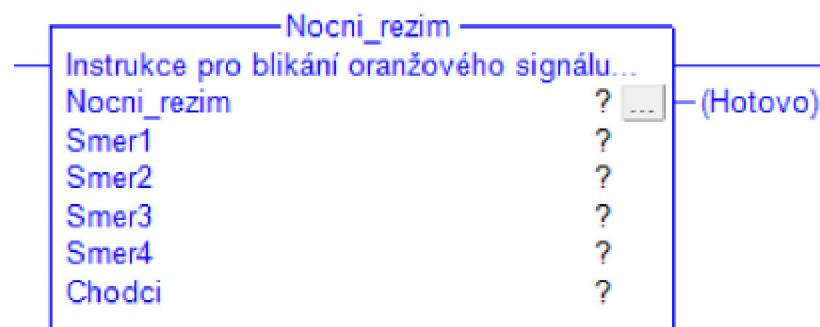 Nocni_rezim
Instrukce pro blikání oranžového signálu...
Nocni_rezim ? ... (Hotovo)
Smer1 ?
Smer2 ?
Smer3 ?
Smer4 ?
Chodci ?